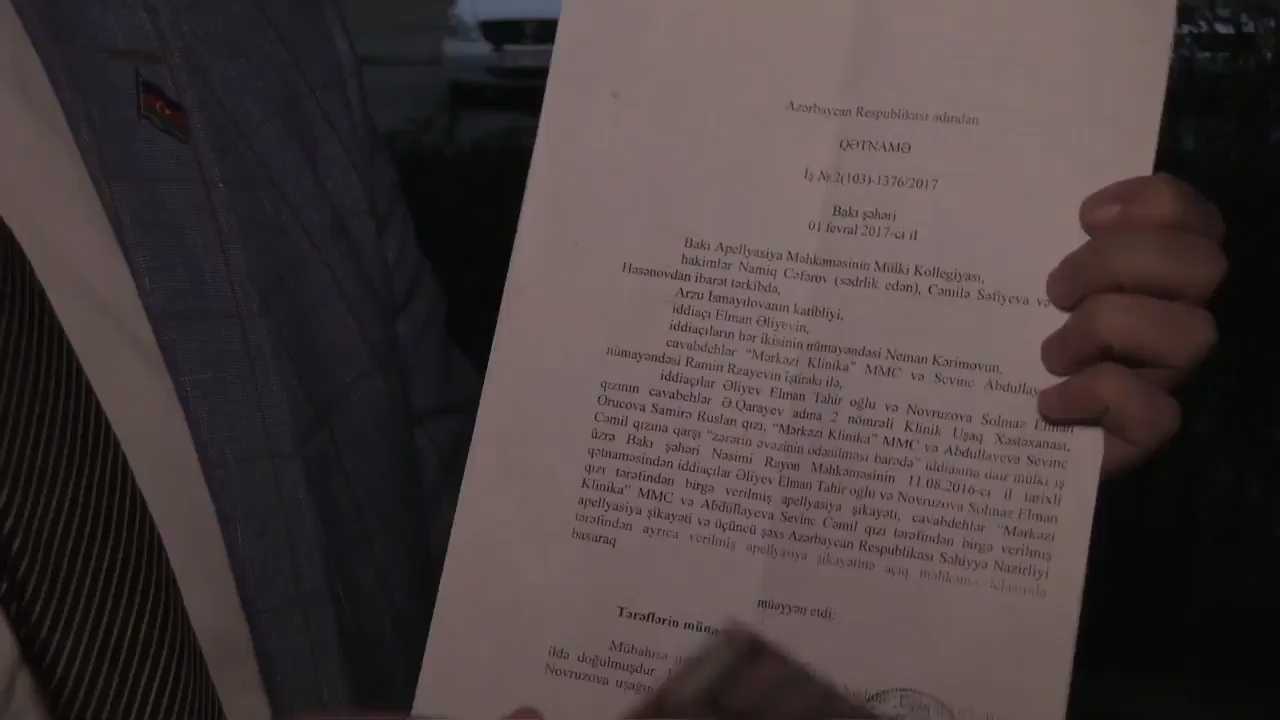 Azərbaycan Respublikası adından
QƏTNAMƏ
İş № 2(103)-1376/2017
Bakı şəhəri
01 fevral 2017-ci il
Bakı Apellyasiya Məhkəməsinin Mülki Kollegiyası,
hakimlər Namiq Cəfərov (sədrlik edən), Cəmilə Səfiyeva və
Həsənovdan ibarət tərkibdə,
Arzu İsmayılovanın katibliyi,
iddiaçı Elman Əliyevin,
iddiaçıların hər ikisinin nümayəndəsi Neman Kərimovun,
cavabdehlər "Mərkəzi Klinika" MMC və Sevinc Abdullay
nümayəndəsi Ramin Rzayevin iştirakı ilə,
iddiaçılar Əliyev Elman Tahir oğlu və Novruzova Solmaz Elman
qızının cavabehlər Ə.Qarayev adına 2 nömrəli Klinik Uşaq Xəstəxanası,
Orucova Samirə Ruslan qızı, "Mərkəzi Klinika" MMC və Abdullayeva Sevinc
Cəmil qızına qarşı "zərərin əvəzinin ödənilməsi barədə" iddiasına dair mülki iş
üzrə Bakı şəhəri Nəsimi Rayon Məhkəməsinin 11.08.2016-cı il tarixli
qətnaməsindən iddiaçılar Əliyev Elman Tahir oğlu və Novruzova Solmaz Elman
qızı tərəfindən birgə verilmiş apellyasiya şikayəti, cavabdehlər "Mərkəzi
Klinika" MMC və Abdullayeva Sevinc Cəmil qızı tərəfindən birgə verilmiş
apellyasiya şikayəti və üçüncü şəxs Azərbaycan Respublikası Səhiyyə Nazirliyi
tərəfindən ayrıca verilmiş apellyasiya şikayətinə açıq məhkəmə iclasında
baxaraq
müəyyən etdi:
Tərəflərin müna
Mübahisə
ildə doğulmuşdur
Novruzova uşağın